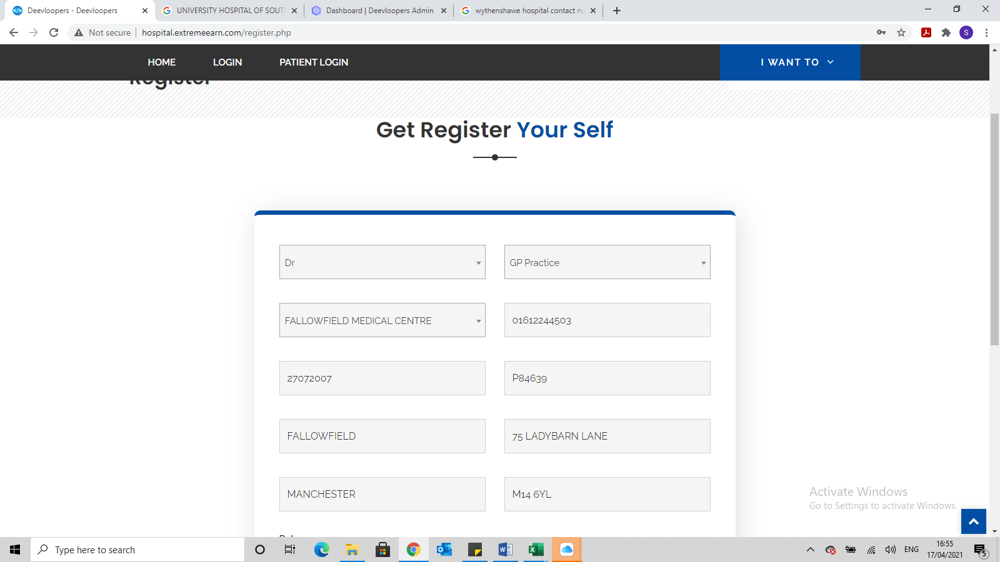 Deevloopers - Deevloopers
UNIVERSITY HOSPITAL OF SOUT
Dashboard | Deevloopers Admin
wythenshawe hospital contact nu
Not secure
hospital.extremeearn.com/register.php
S
HOME
LOGIN
PATIENT LOGIN
I WANT TO
Register
Get Register Your Self
Dr
GP Practice
FALLOWFIELD MEDICAL CENTRE
01612244503
27072007
P84639
FALLOWFIELD
75 LADYBARN LANE
MANCHESTER
M14 6YL
Activate Windows
Go to Settings to activate Windows.
Type here to search
ENG
16:55
17/04/2021
5